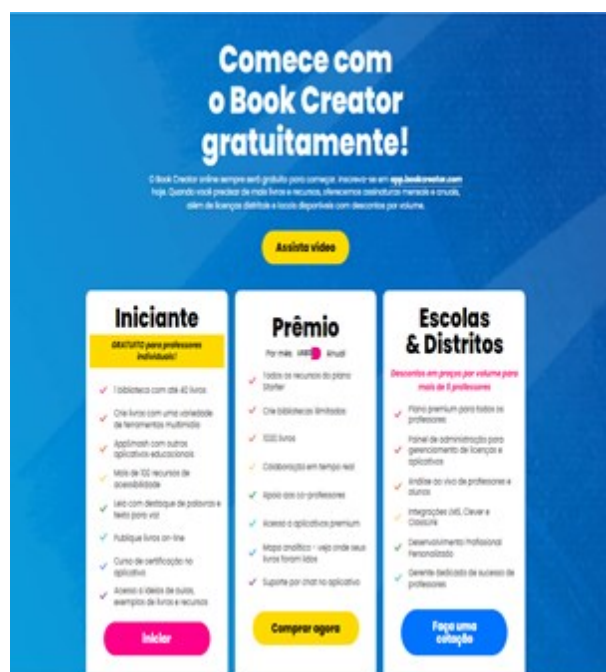 Comece com
o Book Creator
gratuitamente!
O Book Creator online sempre será gratuito para começar. Inscreva-se em app.bookcreator.com
hoje. Quando você precisar de mais livros e recursos, oferecemos assinaturas mensais e anuais,
além de licenças distritais e locais disponíveis com descontos por volume.
Assista vídeo
Iniciante
GRATUITO para professores
individuais!
1 biblioteca com até 40 livros
Crie livros com uma variedade
de ferramentas multimídia
AppSmash com outros
aplicativos educacionais
Mais de 100 recursos de
acessibilidade
Leia com destaque de palavras e
texto para voz
Publique livros on-line
Curso de certificação no
aplicativo
Acesso a ideias de aulas,
exemplos de livros e recursos
Iniciar
Prêmio
Por mês
Anual
Todos os recursos do plano
Starter
Crie bibliotecas ilimitadas
1000 livros
Colaboração em tempo real
Apoio aos co-professores
Acesso a aplicativos premium
Mapa analítico - veja onde seus
livros foram lidos
Suporte por chat no aplicativo
Comprar agora
Escolas
& Distritos
Descontos em preços por volume para
mais de 11 professores
Plano premium para todos os
professores
Painel de administração para
gerenciamento de licenças e
aplicativos
Análise ao vivo de professores e
alunos
Integrações LMS, Clever e
ClassLink
Desenvolvimento Profissional
Personalizado
Gerente dedicado de sucesso de
professores
Faça uma
cotação